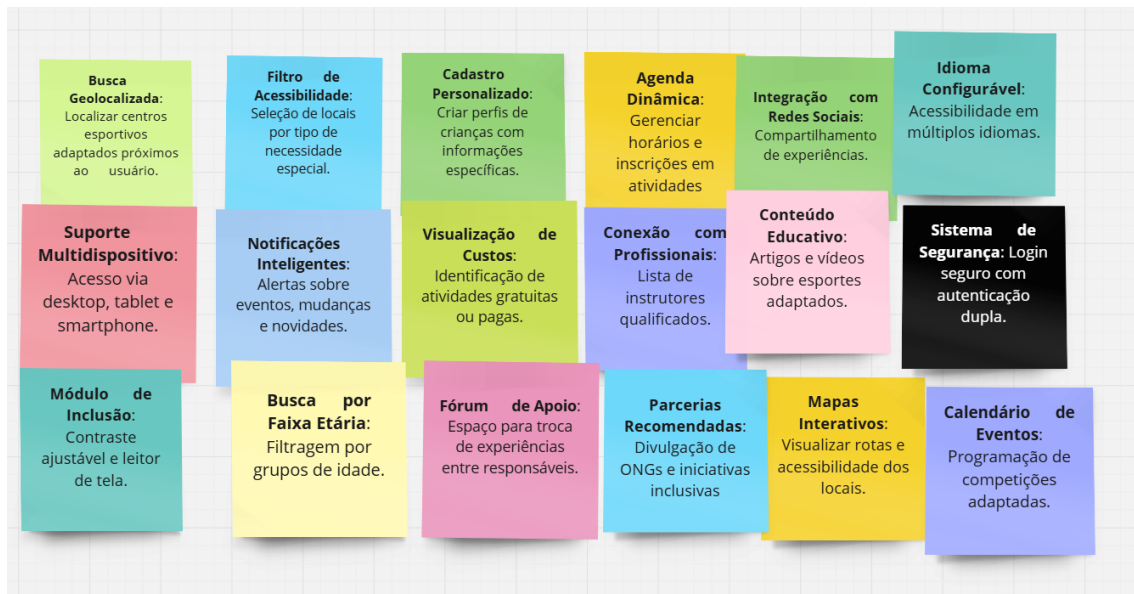 Busca
Geolocalizada:
Localizar centros
esportivos
adaptados próximos
ao usuário.
Filtro de
Acessibilidade:
Seleção de locais
por tipo de
necessidade
especial.
Cadastro
Personalizado:
Criar perfis de
crianças com
informações
específicas.
Agenda
Dinâmica:
Gerenciar
horários e
inscrições em
atividades
Integração com
Redes Sociais:
Compartilhamento
de experiências.
Idioma
Configurável:
Acessibilidade em
múltiplos idiomas.
Suporte
Multidispositivo:
Acesso via
desktop, tablet e
smartphone.
Notificações
Inteligentes:
Alertas sobre
eventos, mudanças
e novidades.
Visualização de
Custos:
Identificação de
atividades gratuitas
ou pagas.
Conexão com
Profissionais:
Lista de
instrutores
qualificados.
Conteúdo
Educativo:
Artigos e vídeos
sobre esportes
adaptados.
Sistema de
Segurança: Login
seguro com
autenticação
dupla.
Módulo de
Inclusão:
Contraste
ajustável e leitor
de tela.
Busca por
Faixa Etária:
Filtragem por
grupos de idade.
Fórum de Apoio:
Espaço para troca
de experiências
entre responsáveis.
Parcerias
Recomendadas:
Divulgação de
ONGs e iniciativas
inclusivas
Mapas
Interativos:
Visualizar rotas e
acessibilidade dos
locais.
Calendário de
Eventos:
Programação de
competições
adaptadas.